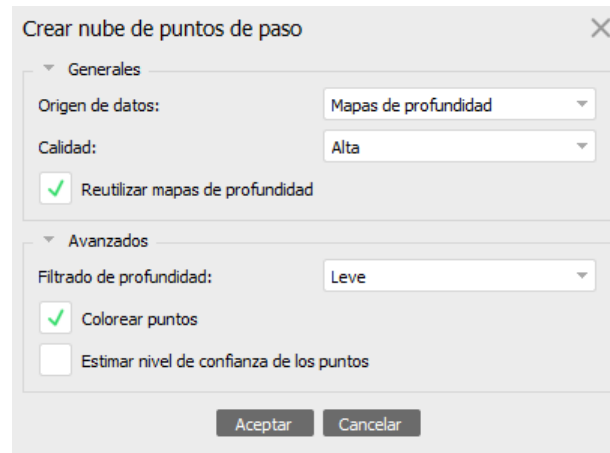 Crear nube de puntos de paso
Generales
Origen de datos: Mapas de profundidad
Calidad: Alta
Reutilizar mapas de profundidad
Avanzados
Filtrado de profundidad: Leve
Colorear puntos
Estimar nivel de confianza de los puntos
Aceptar Cancelar